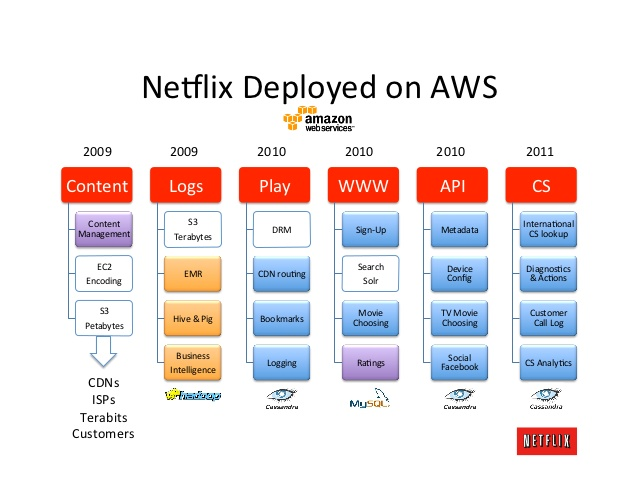 Netflix Deployed on AWS
amazon
webservices™
2009
2009
2010
2010
2010
2011
Content
Logs
Play
WWW
API
CS
Content
Management
EC2
Encoding
S3
Petabytes
CDNs
ISPs
Terabits
Customers
S3
Terabytes
EMR
Hive & Pig
Business
Intelligence
hadoop
DRM
CDN routing
Bookmarks
Logging
Cassandra
Sign-Up
Search
Solr
Movie
Choosing
Ratings
MySQL
Metadata
Device
Config
TV Movie
Choosing
Social
Facebook
Cassandra
International
CS lookup
Diagnostics
& Actions
Customer
Call Log
CS Analytics
Cassandra
NETFLIX